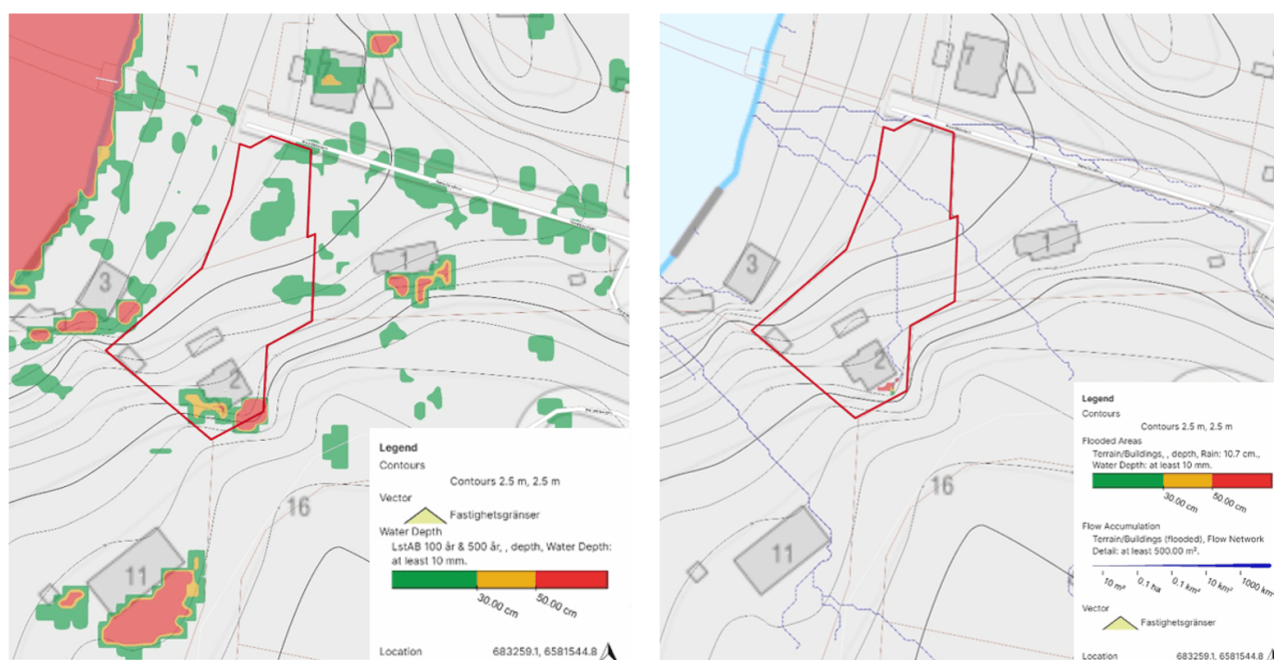 7
1
3
2
16
11
Legend
Contours
Contours 2.5 m, 2.5 m
Vector
Fastighetsgränser
Water Depth
LstAB 100 år & 500 år, , depth, Water Depth:
at least 10 mm.
30.00 cm
50.00 cm
Location
683259.1, 6581544.8
7
1
3
2
16
11
Legend
Contours
Contours 2.5 m, 2.5 m
Flooded Areas
Terrain/Buildings, , depth, Rain: 10.7 cm.,
Water Depth: at least 10 mm.
30.00 cm
50.00 cm
Flow Accumulation
Terrain/Buildings (flooded), Flow Network
Detail: at least 500.00 m².
10 m²
0.1 ha
0.1 km²
10 km²
1000 km
Vector
Fastighetsgränser
Location
683259.1, 6581544.8